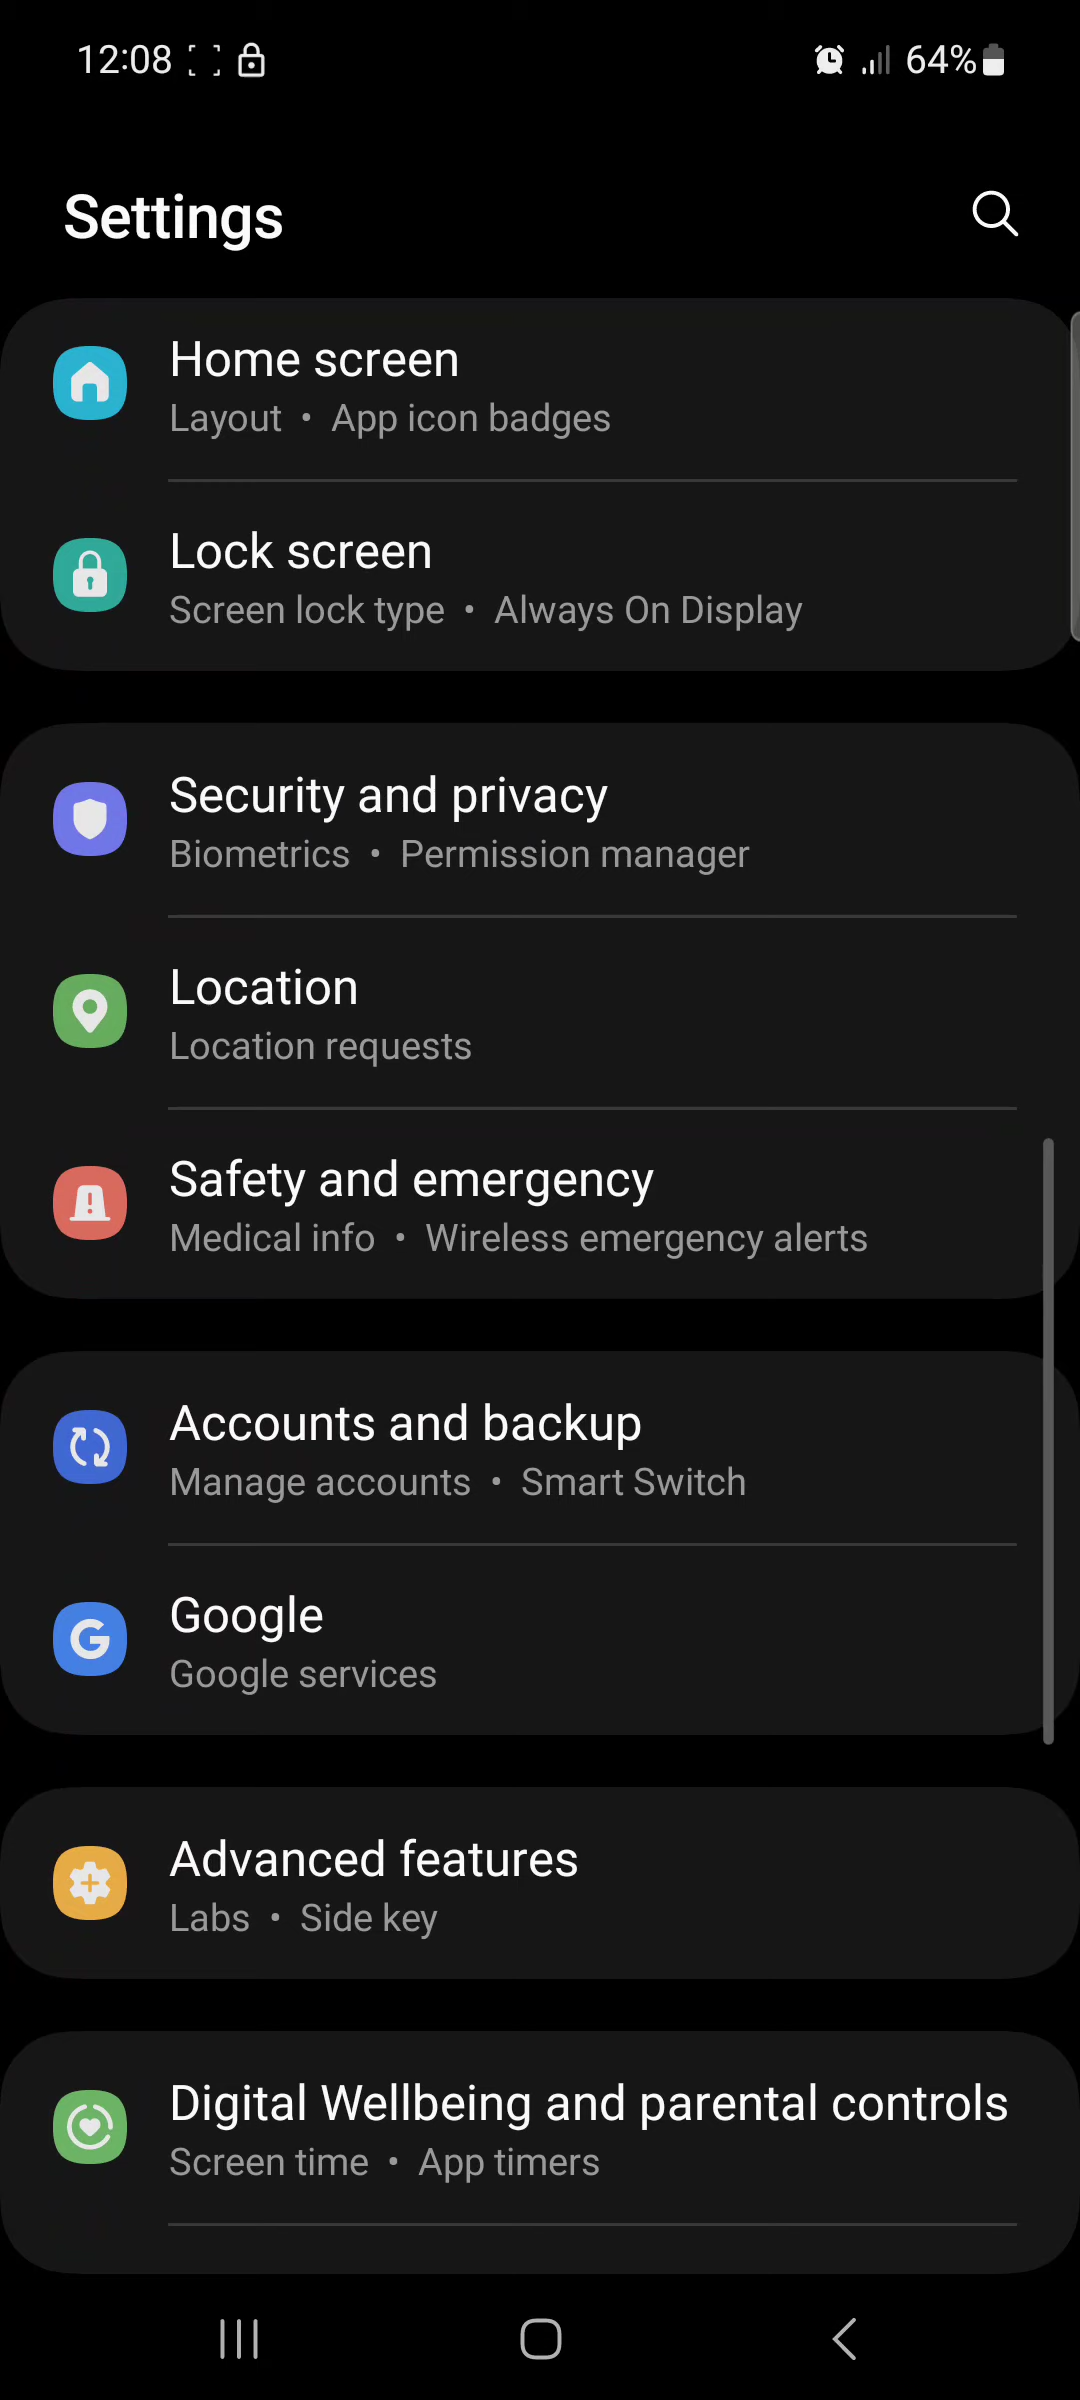 12:08 64%
Settings
Home screen
Layout • App icon badges
Lock screen
Screen lock type • Always On Display
Security and privacy
Biometrics • Permission manager
Location
Location requests
Safety and emergency
Medical info • Wireless emergency alerts
Accounts and backup
Manage accounts • Smart Switch
Google
Google services
Advanced features
Labs • Side key
Digital Wellbeing and parental controls
Screen time • App timers